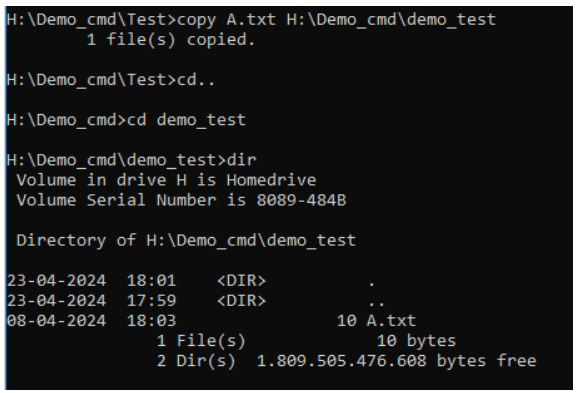 H:\Demo_cmd\Test>copy A.txt H:\Demo_cmd\demo_test
        1 file(s) copied.
H:\Demo_cmd\Test>cd..
H:\Demo_cmd>cd demo_test
H:\Demo_cmd\demo_test>dir
 Volume in drive H is Homedrive
 Volume Serial Number is 8089-484B
 Directory of H:\Demo_cmd\demo_test
23-04-2024  18:01    <DIR>          .
23-04-2024  17:59    <DIR>          ..
08-04-2024  18:03                10 A.txt
               1 File(s)             10 bytes
               2 Dir(s)  1.809.505.476.608 bytes free